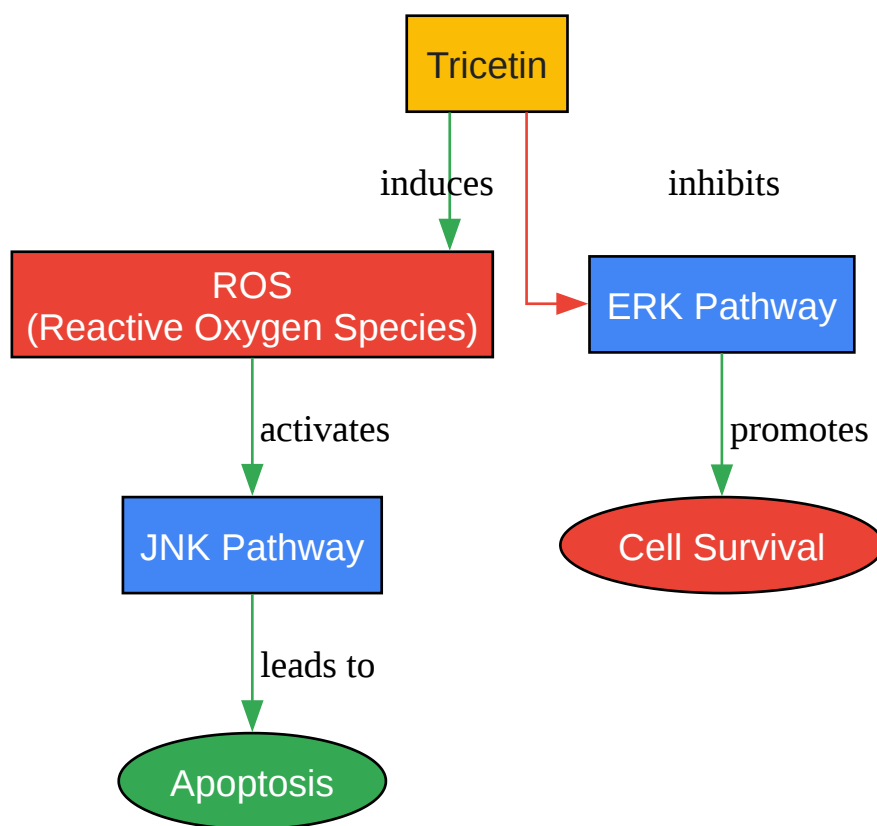 Tricetin
induces
inhibits
ROS
(Reactive Oxygen Species)
ERK Pathway
activates
promotes
JNK Pathway
Cell Survival
leads to
Apoptosis